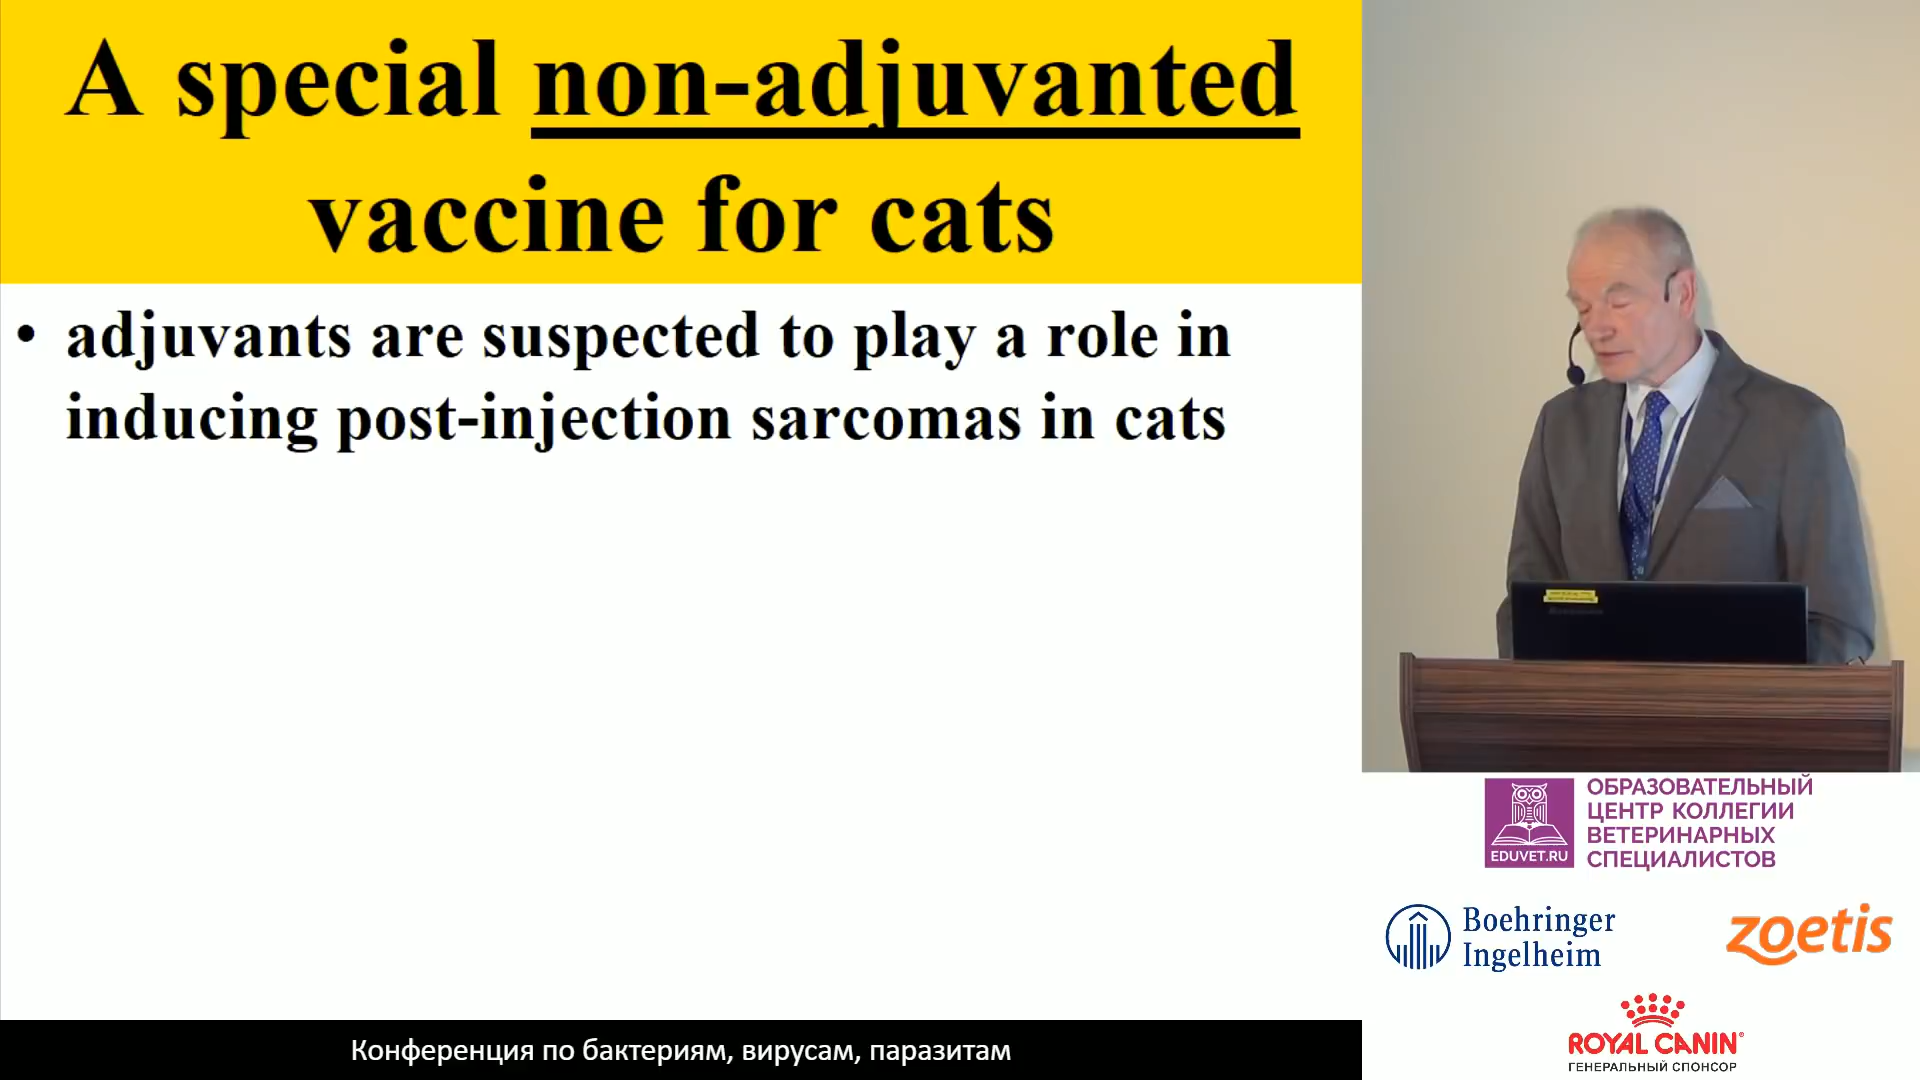 A special non-adjuvanted
vaccine for cats
• adjuvants are suspected to play a role in
inducing post-injection sarcomas in cats
ОБРАЗОВАТЕЛЬНЫЙ
ЦЕНТР КОЛЛЕГИИ
ВЕТЕРИНАРНЫХ
СПЕЦИАЛИСТОВ
EDUVET.RU
Boehringer
Ingelheim
zoetis
ROYAL CANIN
ГЕНЕРАЛЬНЫЙ СПОНСОР
Конференция по бактериям, вирусам, паразитам